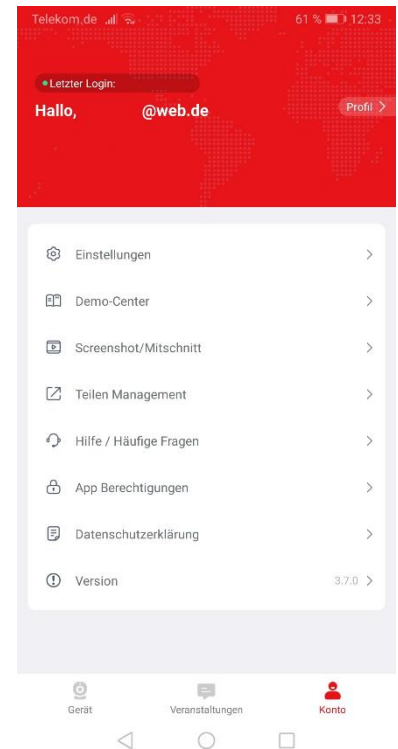 Telekom.de 61 % 12:33
Letzter Login:
Hallo, @web.de
Profil
Einstellungen
Demo-Center
Screenshot/Mitschnitt
Teilen Management
Hilfe / Häufige Fragen
App Berechtigungen
Datenschutzerklärung
Version 3.7.0
Gerät Veranstaltungen Konto